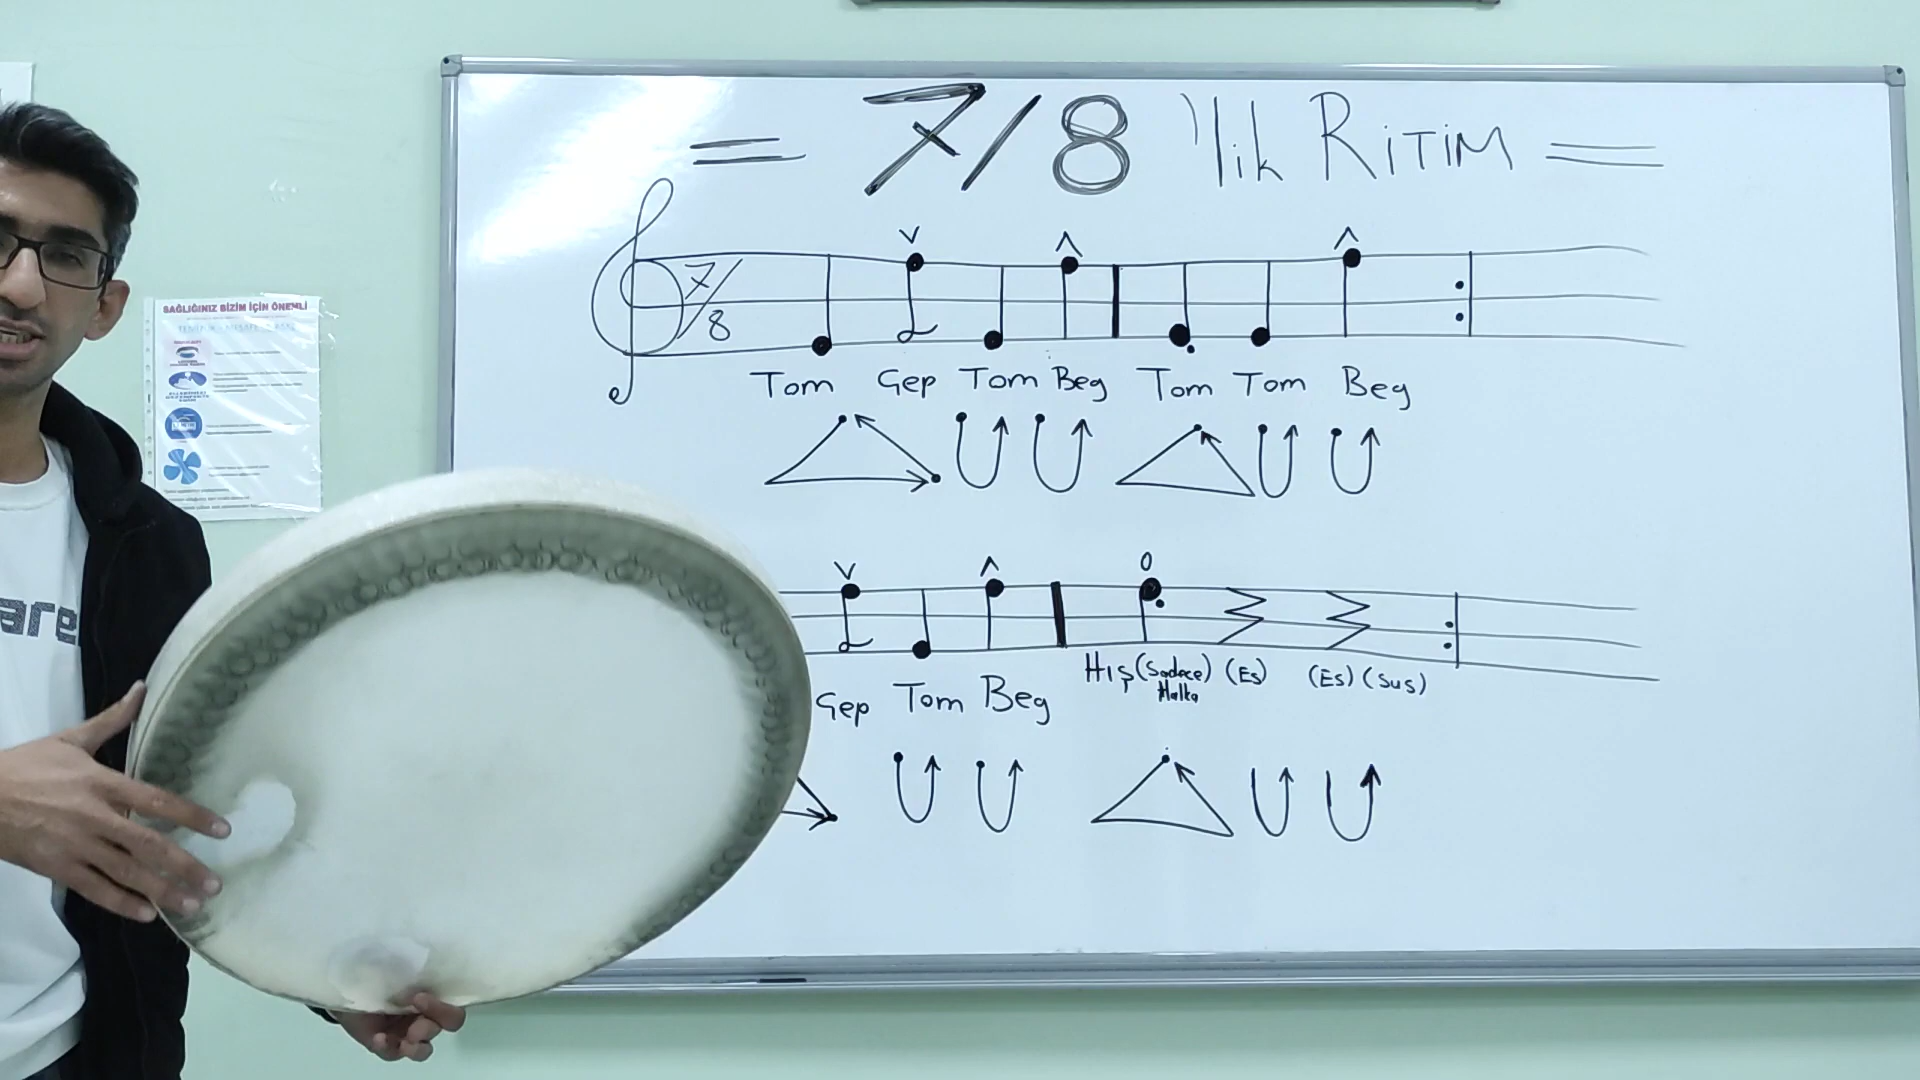 = 7/8 'lik RiTiM =
7/8
Tom Gep Tom Beg Tom Tom Beg
Gep Tom Beg Hış (Sadece) (Es) (Es) (Sus)
Halka
SAĞLIĞINIZ BİZİM İÇİN ÖNEMLİ
are